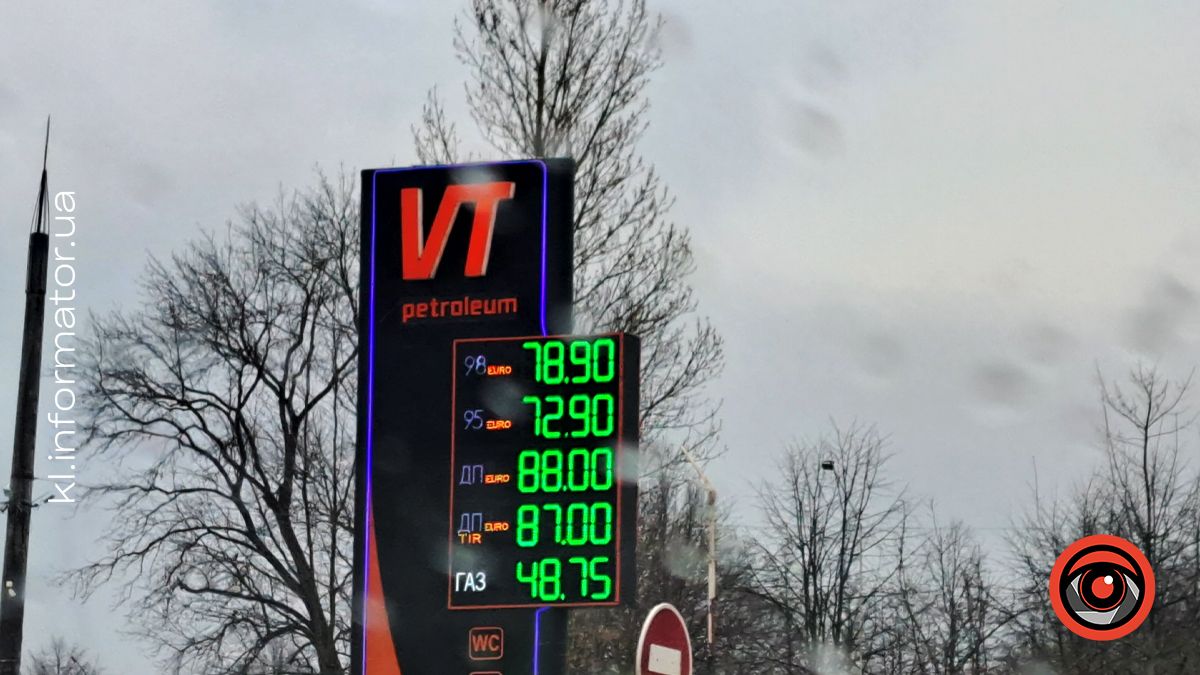 kl.informator.ua
VT
petroleum
98 EURO 78.90
95 EURO 72.90
ДП EURO 88.00
ДП TIR EURO 87.00
ГАЗ 48.75
WC